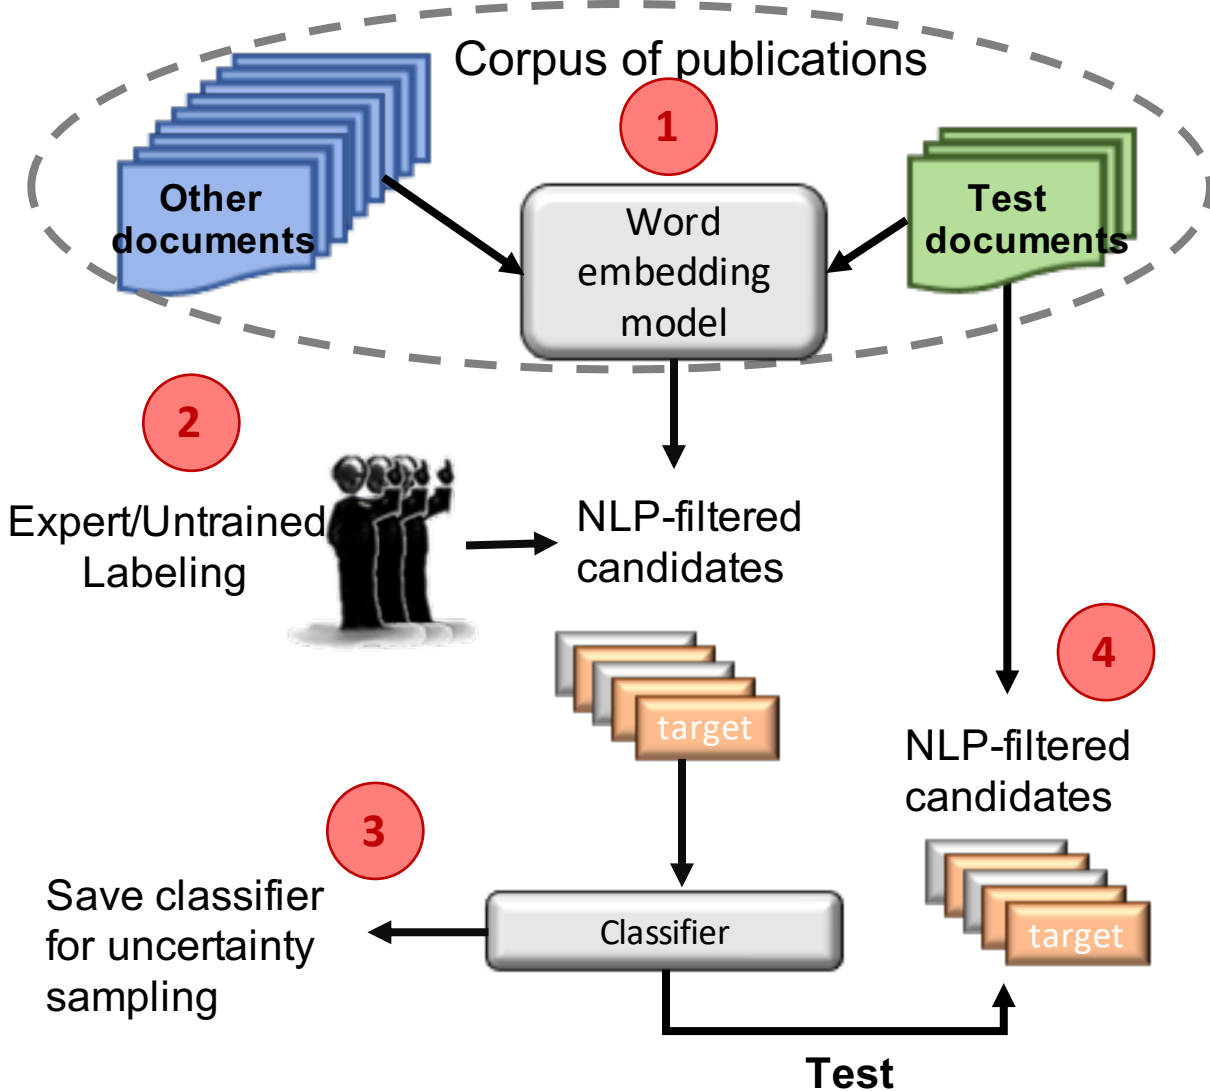 Corpus of publications
1
Other
documents
Word
embedding
model
Test
documents
2
Expert/Untrained
Labeling
NLP-filtered
candidates
target
4
NLP-filtered
candidates
target
3
Save classifier
for uncertainty
sampling
Classifier
Test